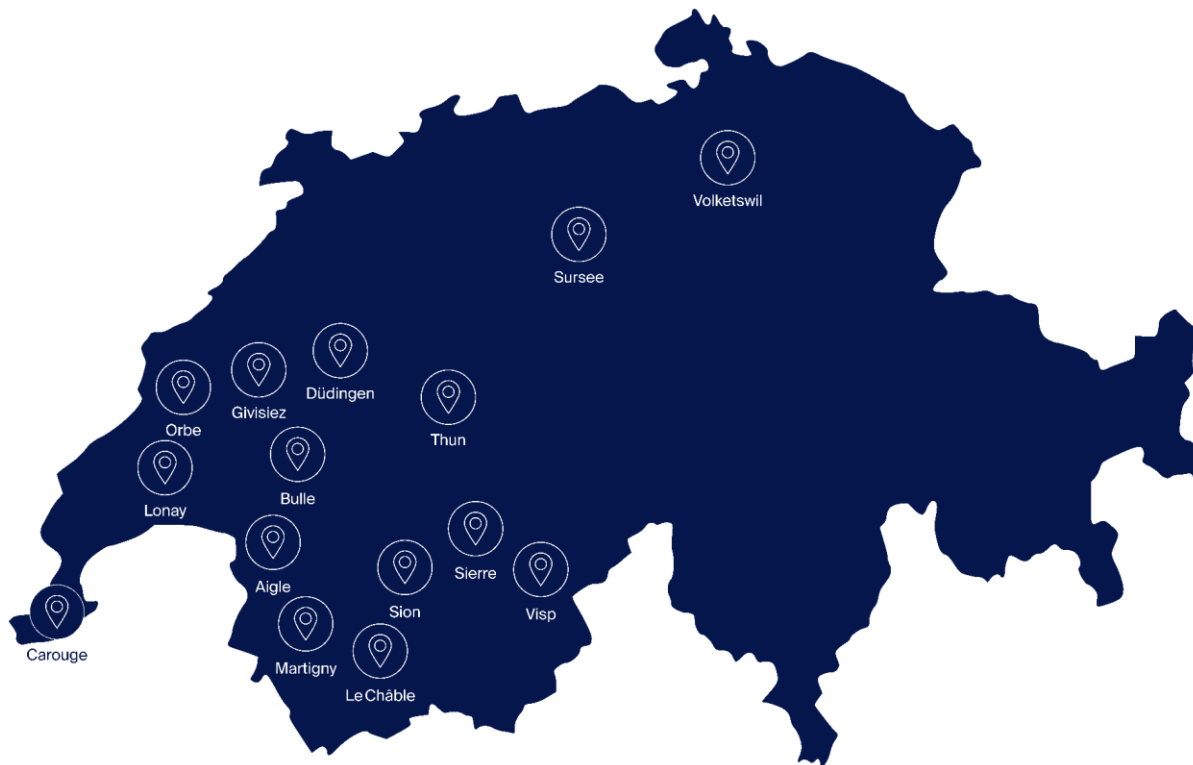 Volketswil
Sursee
Düdingen
Givisiez
Orbe
Thun
Bulle
Lonay
Sierre
Aigle
Sion
Visp
Carouge
Martigny
Le Châble